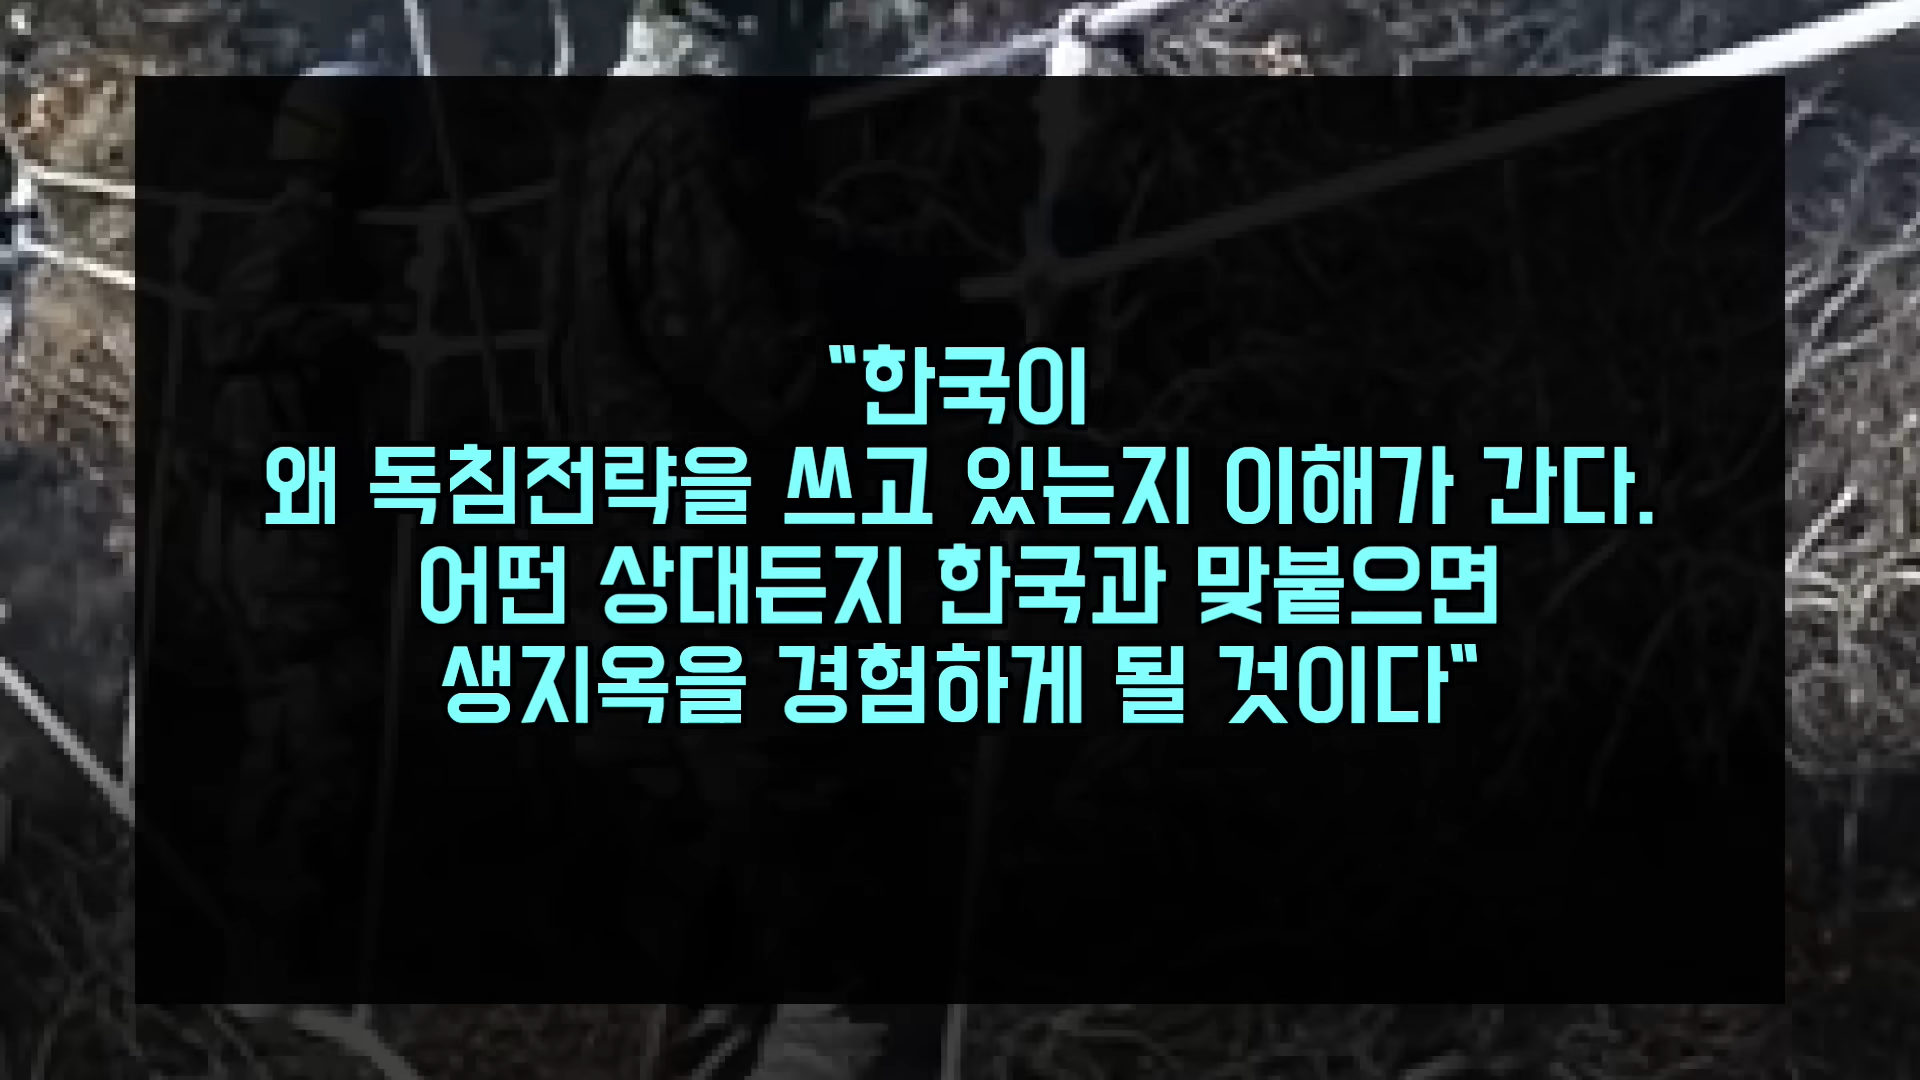 "한국이
왜 독침전략을 쓰고 있는지 이해가 간다.
어떤 상대든지 한국과 맞붙으면
생지옥을 경험하게 될 것이다"